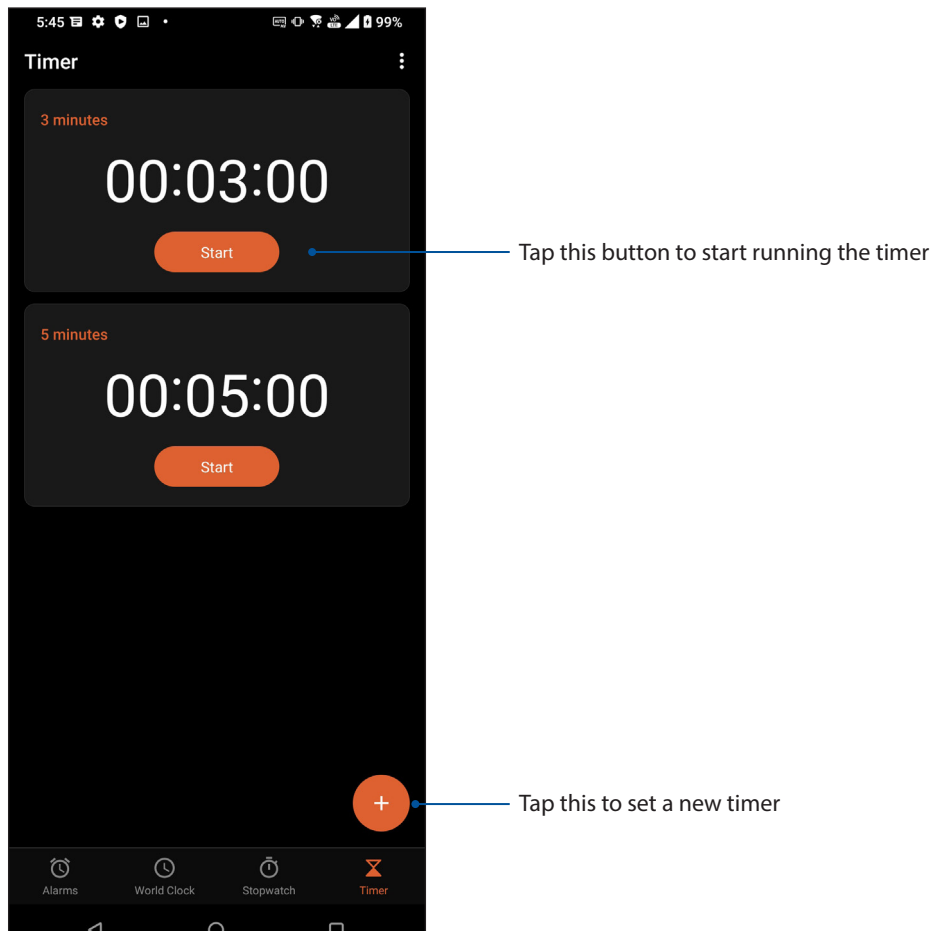 5:45
99%
Timer
3 minutes
00:03:00
Start
Tap this button to start running the timer
5 minutes
00:05:00
Start
+
Tap this to set a new timer
Alarms
World Clock
Stopwatch
Timer